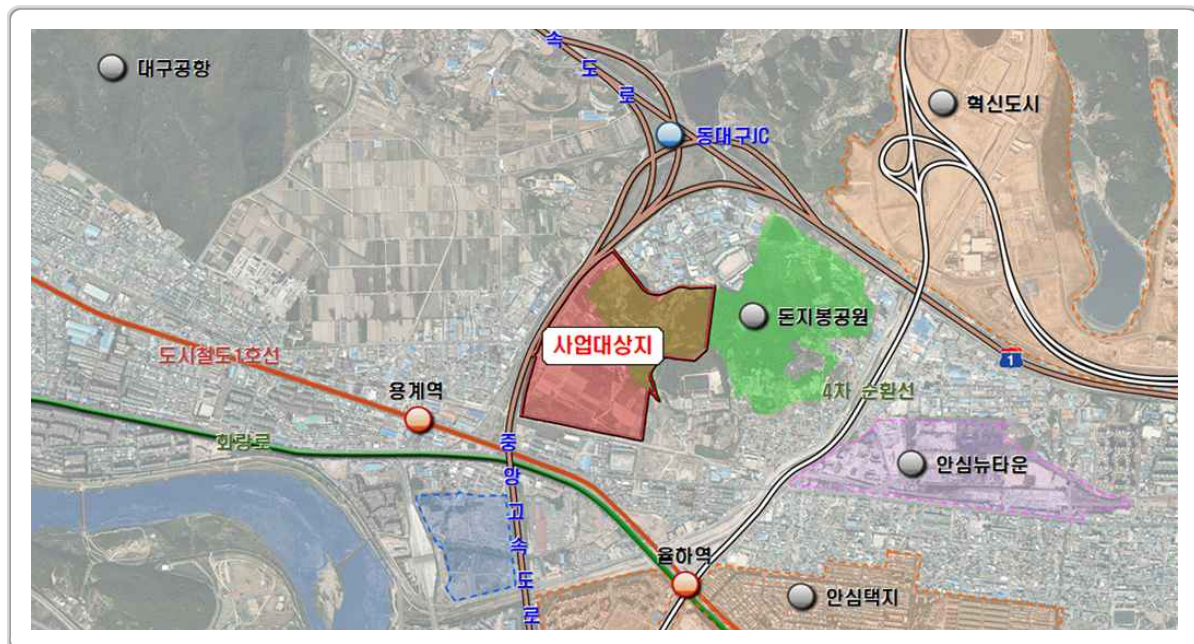 대구공항
속도로
동대구IC
혁신도시
돈지봉공원
사업대상지
1
도시철도1호선
용계역
4차 순환선
화랑로
안심뉴타운
중앙고속도로
율하역
안심택지